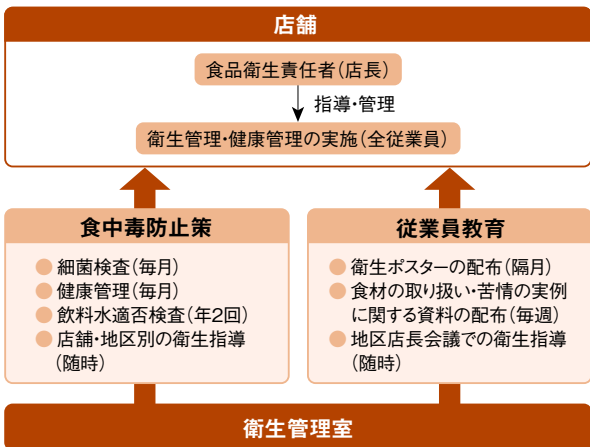 店舗
食品衛生責任者（店長）
指導・管理
衛生管理・健康管理の実施（全従業員）
食中毒防止策
● 細菌検査（毎月）
● 健康管理（毎月）
● 飲料水適否検査（年2回）
● 店舗・地区別の衛生指導
（随時）
従業員教育
● 衛生ポスターの配布（隔月）
● 食材の取り扱い・苦情の実例
に関する資料の配布（毎週）
● 地区店長会議での衛生指導
（随時）
衛生管理室